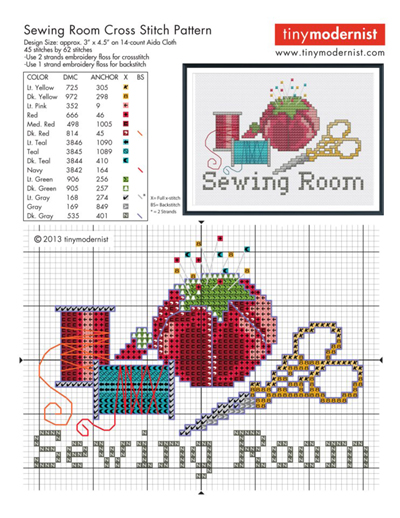 Sewing Room Cross Stitch Pattern
Design Size: approx. 3" x 4.5" on 14-count Aida Cloth
45 stitches by 62 stitches
-Use 2 strands embroidery floss for crossstitch
-Use 1 strand embroidery floss for backstitch
tinymodernist
www.tinymodernist.com
COLOR DMC ANCHOR X BS
Lt. Yellow 725 305
Dk. Yellow 972 298
Lt. Pink 352 9
Red 666 46
Med. Red 498 1005
Dk. Red 814 45
Lt. Teal 3846 1090
Teal 3845 1089
Dk. Teal 3844 410
Navy 3842 164
Lt. Green 906 256
Dk. Green 905 257
Lt. Gray 168 274
Gray 169 849
Dk. Gray 535 401
X= Full x-stitch
BS= Backstitch
* = 2 Strands
Sewing Room
© 2013 tinymodernist
Sewing Room